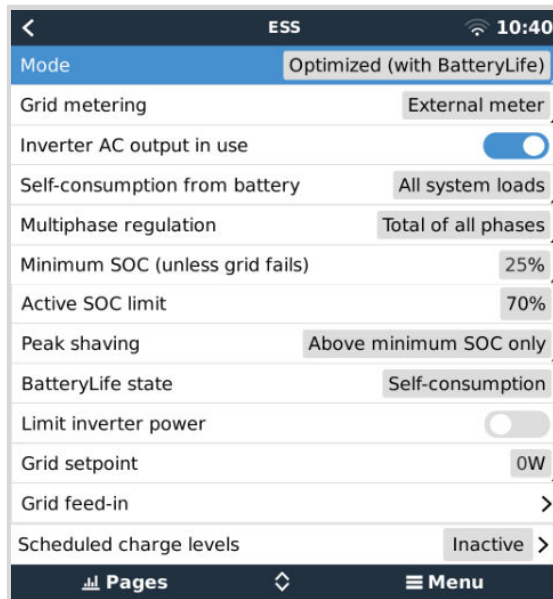 ESS 10:40
Mode Optimized (with BatteryLife)
Grid metering External meter
Inverter AC output in use
Self-consumption from battery All system loads
Multiphase regulation Total of all phases
Minimum SOC (unless grid fails) 25%
Active SOC limit 70%
Peak shaving Above minimum SOC only
BatteryLife state Self-consumption
Limit inverter power
Grid setpoint 0W
Grid feed-in
Scheduled charge levels Inactive
Pages Menu